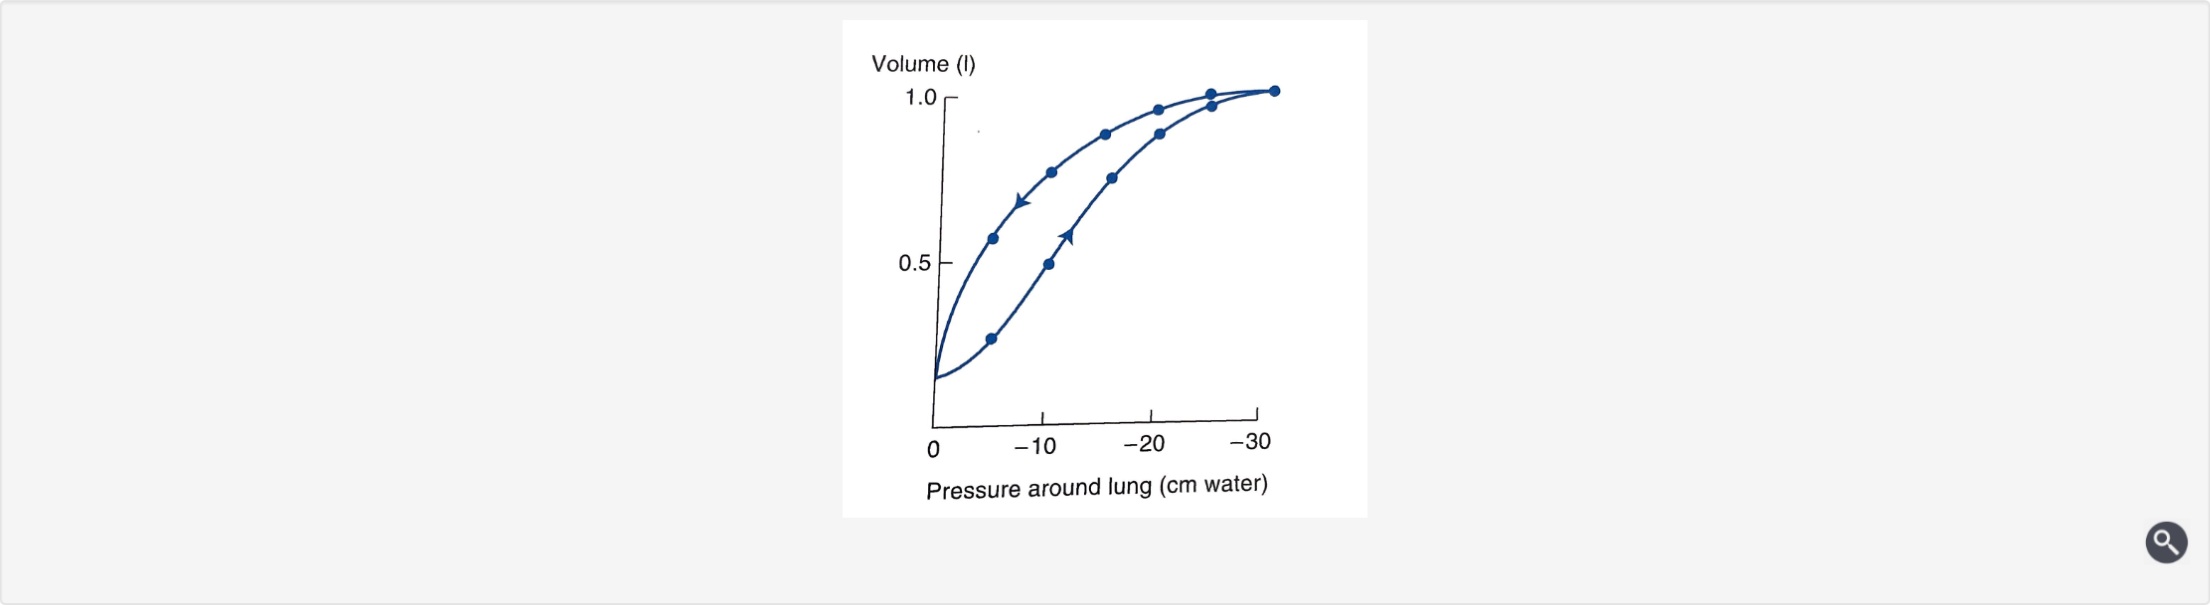 Volume (l)
1.0
0.5
0 −10 −20 −30
Pressure around lung (cm water)